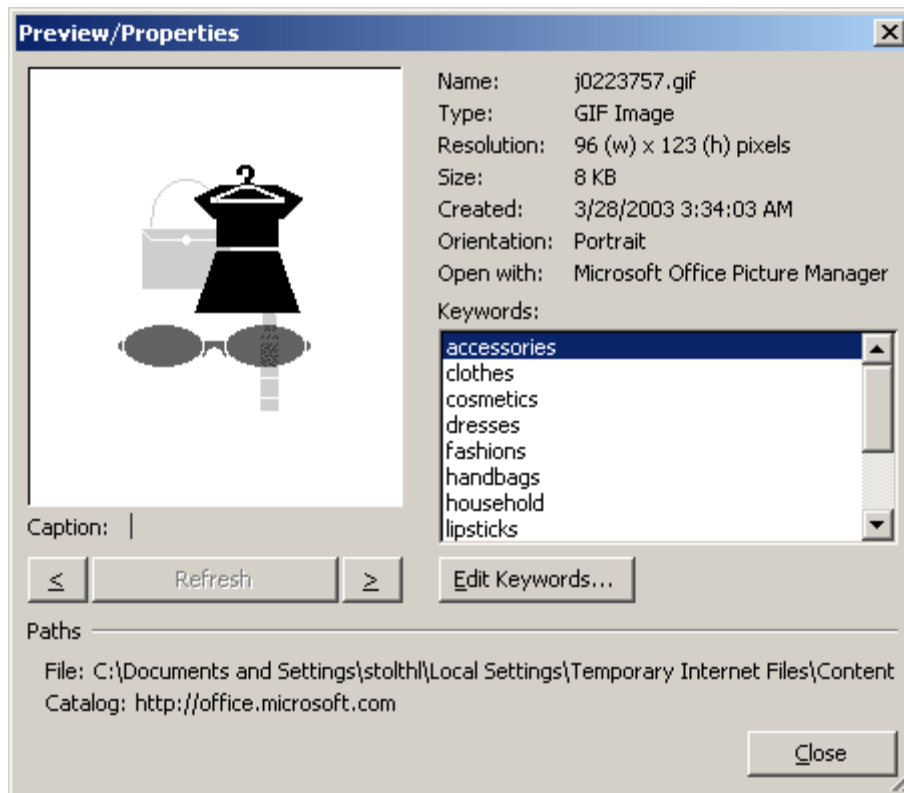 Preview/Properties
Name: j0223757.gif
Type: GIF Image
Resolution: 96 (w) x 123 (h) pixels
Size: 8 KB
Created: 3/28/2003 3:34:03 AM
Orientation: Portrait
Open with: Microsoft Office Picture Manager
Keywords:
accessories
clothes
cosmetics
dresses
fashions
handbags
household
lipsticks
Caption:
< Refresh >
Edit Keywords...
Paths
File: C:\Documents and Settings\stolthl\Local Settings\Temporary Internet Files\Content
Catalog: http://office.microsoft.com
Close